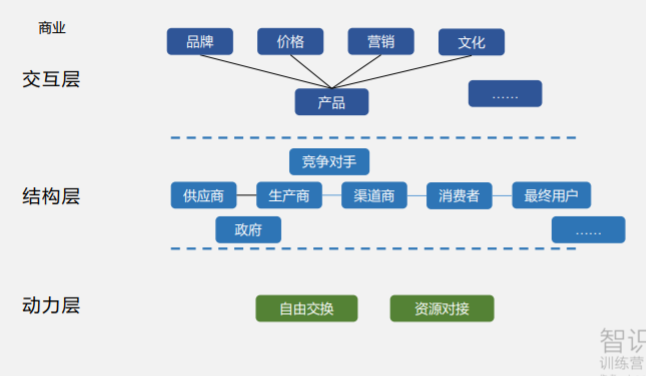 商业
品牌 价格 营销 文化
交互层
产品 ……
竞争对手
结构层 供应商 生产商 渠道商 消费者 最终用户
政府 ……
动力层 自由交换 资源对接
智识
训练营